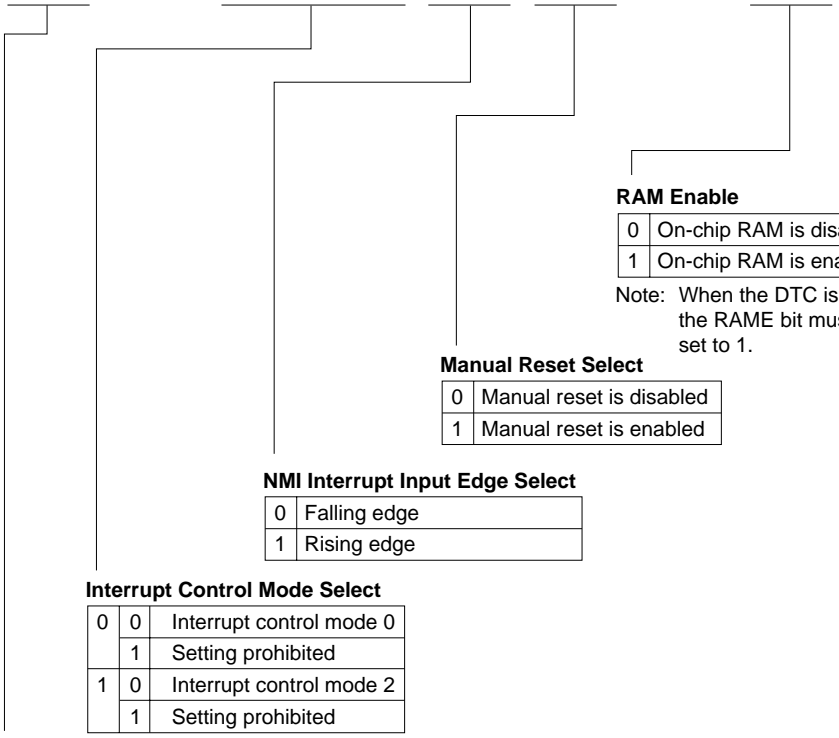 RAM Enable
0 On-chip RAM is
1 On-chip RAM is
Note: When the DTC is
the RAME bit
set to 1.
Manual Reset Select
0 Manual reset is disabled
1 Manual reset is enabled
NMI Interrupt Input Edge Select
0 Falling edge
1 Rising edge
Interrupt Control Mode Select
0 0 Interrupt control mode 0
1 Setting prohibited
1 0 Interrupt control mode 2
1 Setting prohibited